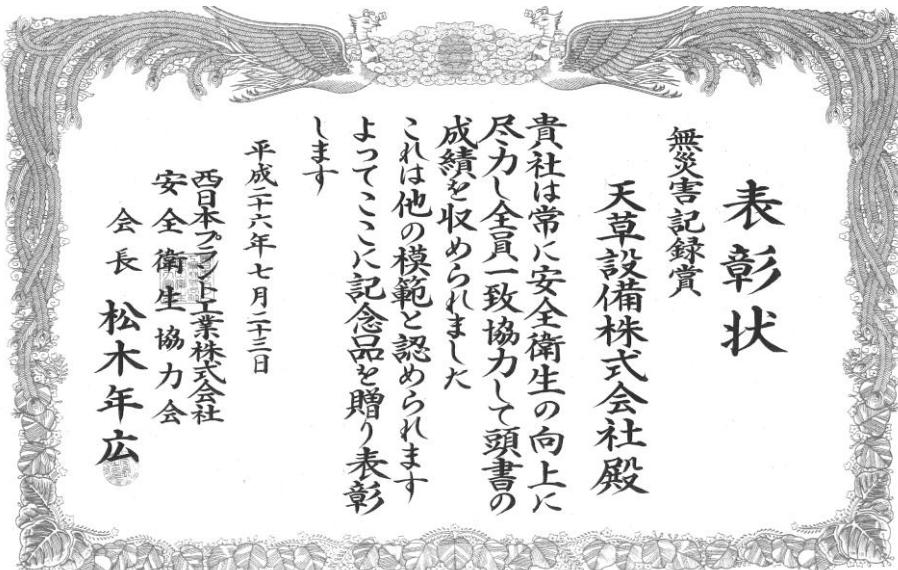 表彰状
無災害記録賞
天草設備株式会社殿
貴社は常に安全衛生の向上に
尽力し全員一致協力して頭書の
成績を収められました
これは他の模範と認められます
よってここに記念品を贈り表彰
します
平成二十六年七月二十三日
西日本プラント工業株式会社
安全衛生協力会
会長 松木年広